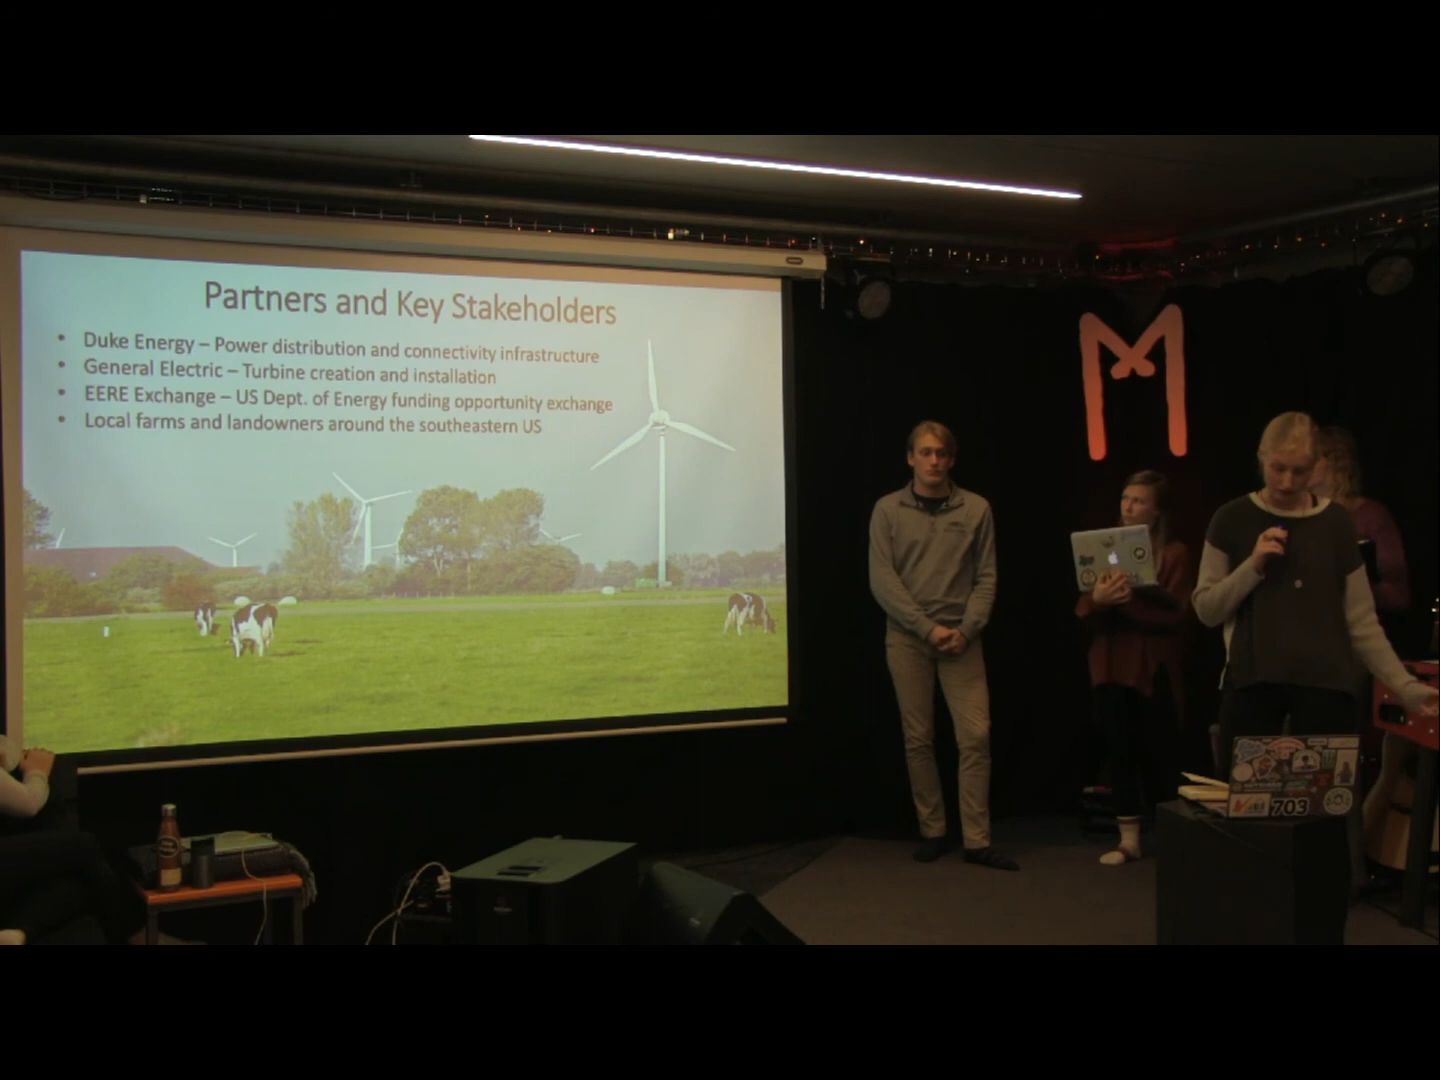 Partners and Key Stakeholders
• Duke Energy – Power distribution and connectivity infrastructure
• General Electric – Turbine creation and installation
• EERE Exchange – US Dept. of Energy funding opportunity exchange
• Local farms and landowners around the southeastern US
703